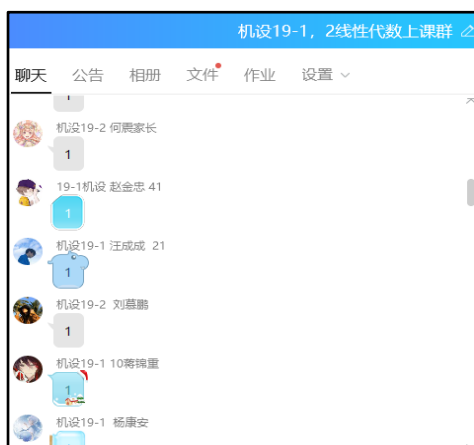 机设19-1，2线性代数上课群
聊天 公告 相册 文件 作业 设置
1
机设19-2 何震家长
1
19-1机设 赵金忠 41
1
机设19-1 汪成成 21
1
机设19-2 刘慕鹏
1
机设19-1 10蒋锦重
1
机设19-1 杨康安
1